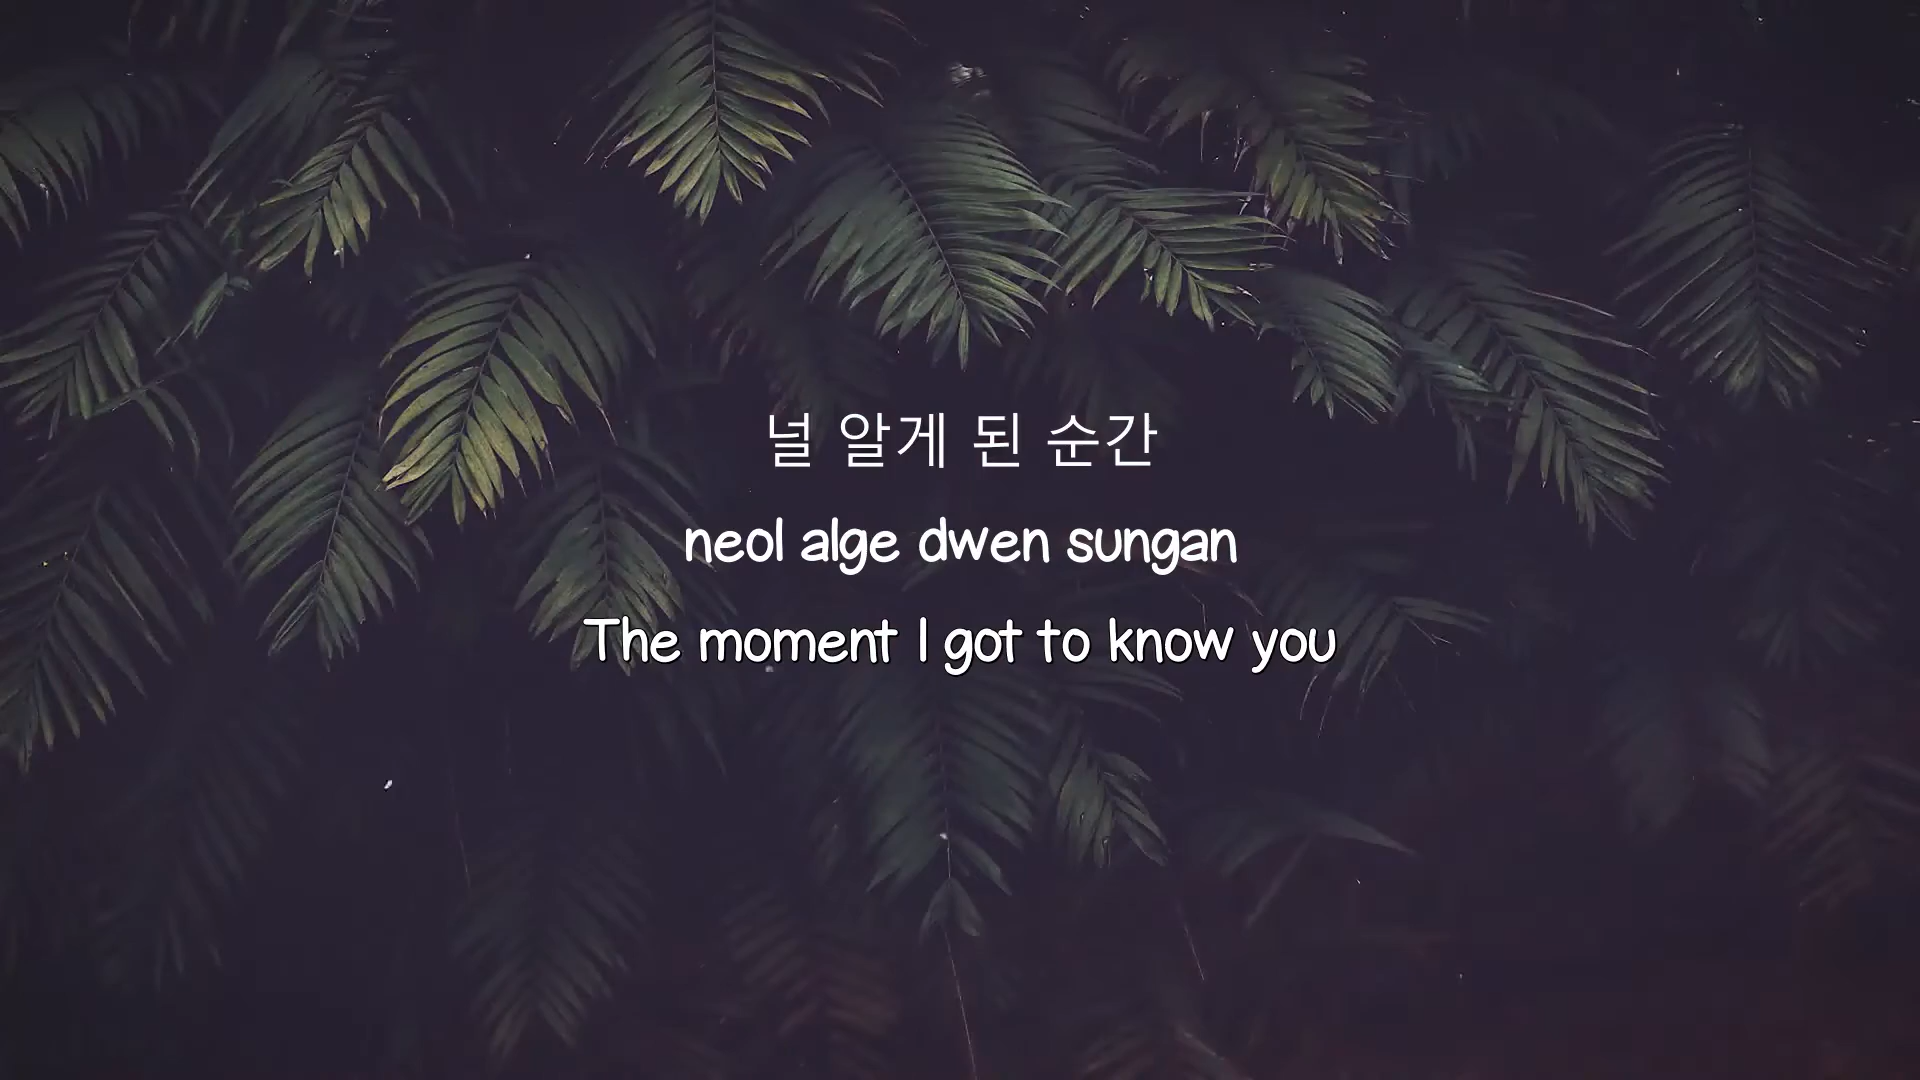 널 알게 된 순간
neol alge dwen sungan
The moment I got to know you